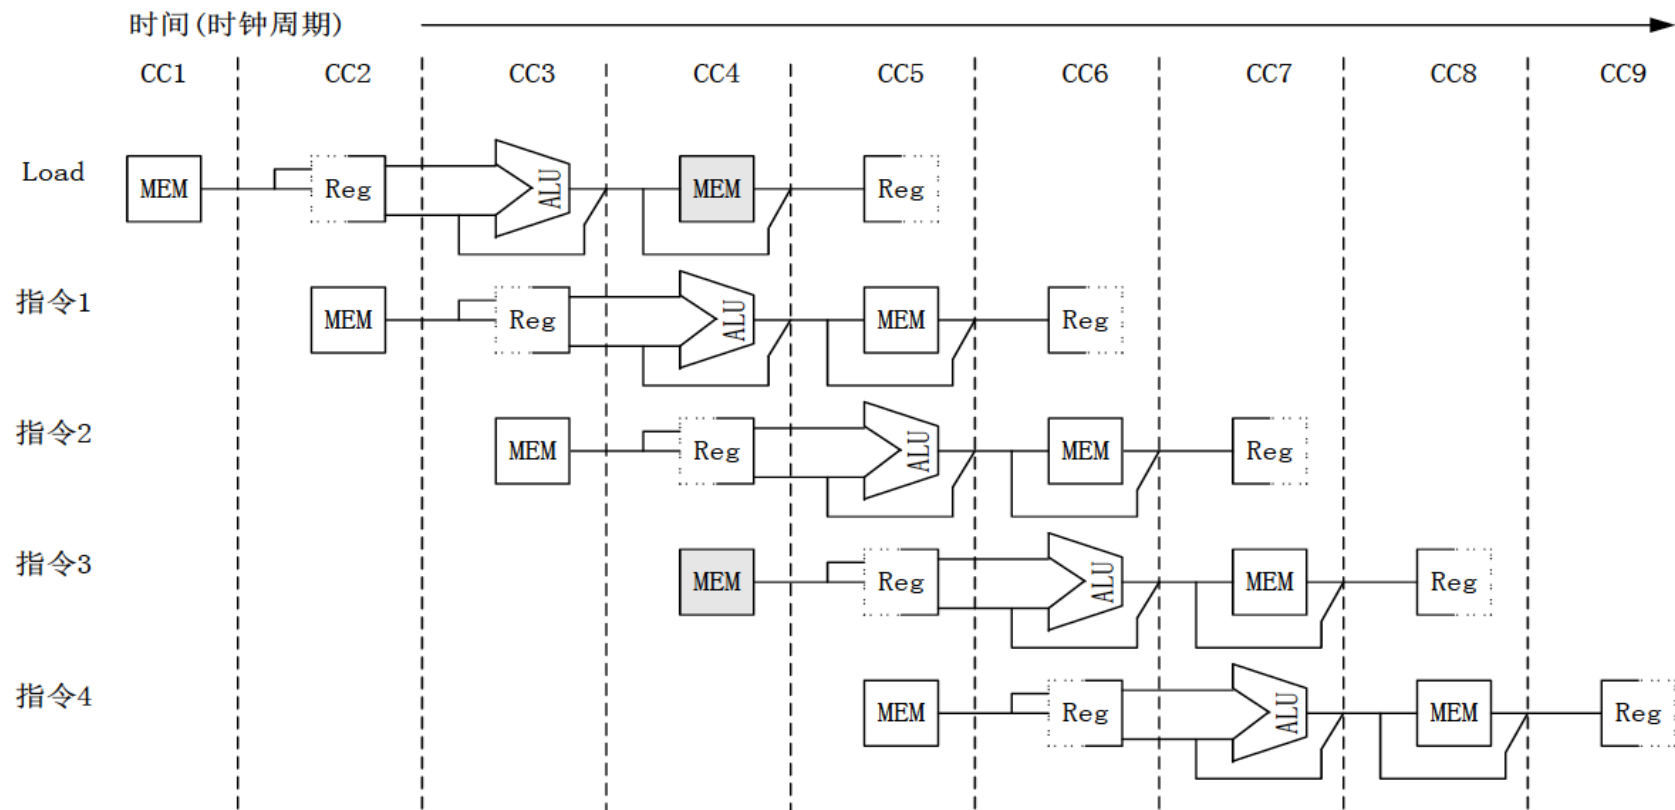 时间(时钟周期)
CC1 CC2 CC3 CC4 CC5 CC6 CC7 CC8 CC9
Load MEM Reg ALU MEM Reg
指令1 MEM Reg ALU MEM Reg
指令2 MEM Reg ALU MEM Reg
指令3 MEM Reg ALU MEM Reg
指令4 MEM Reg ALU MEM Reg